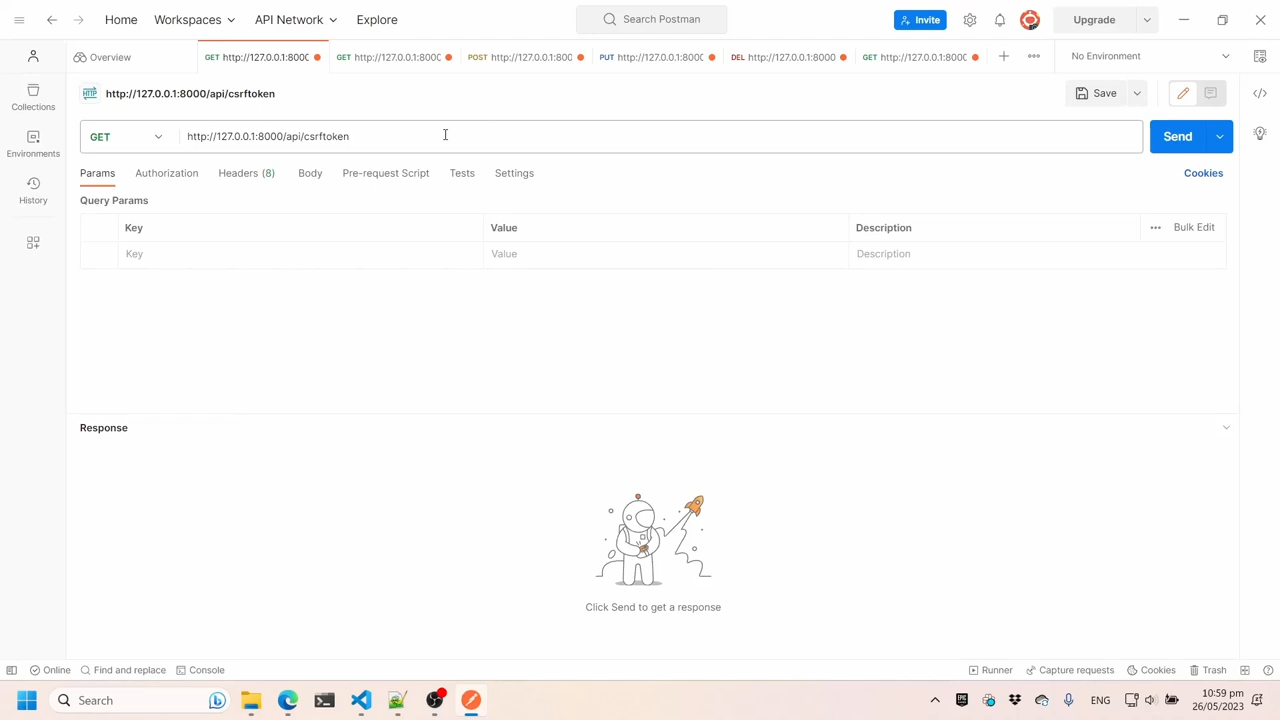 Home Workspaces API Network Explore Search Postman Invite Upgrade
Overview GET http://127.0.0.1:8000 GET http://127.0.0.1:8000 POST http://127.0.0.1:800 PUT http://127.0.0.1:8000 DEL http://127.0.0.1:8000 GET http://127.0.0.1:8000 No Environment
HTTP http://127.0.0.1:8000/api/csrftoken Save
GET http://127.0.0.1:8000/api/csrftoken Send
Collections
Environments
History
Params Authorization Headers (8) Body Pre-request Script Tests Settings Cookies
Query Params
Key Value Description Bulk Edit
Key Value Description
Response
Click Send to get a response
Online Find and replace Console Runner Capture requests Cookies Trash
Search ENG 10:59 pm
26/05/2023